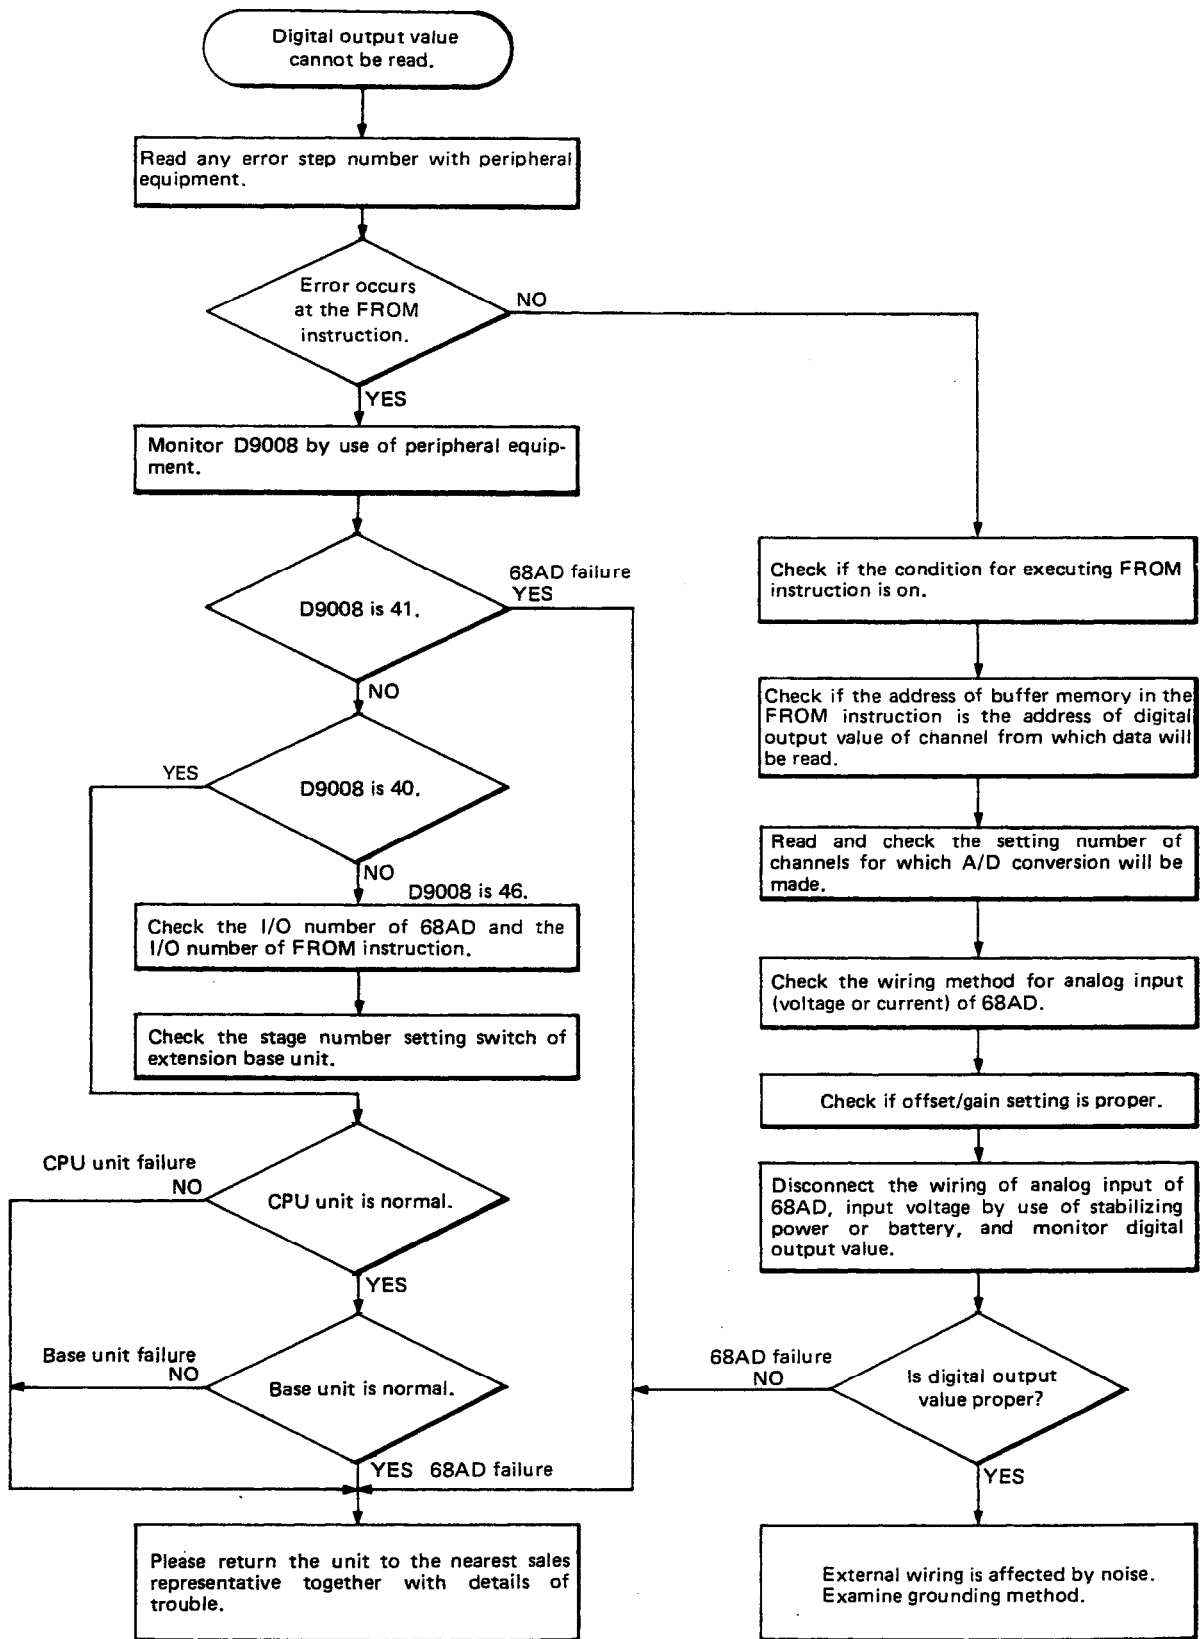 Digital output value
cannot be read.
Read any error step number with peripheral
equipment.
Error occurs
at the FROM
instruction.
NO
YES
Monitor D9008 by use of peripheral equip-
ment.
D9008 is 41.
68AD failure
YES
NO
D9008 is 40.
YES
NO
D9008 is 46.
Check the I/O number of 68AD and the
I/O number of FROM instruction.
Check the stage number setting switch of
extension base unit.
CPU unit failure
NO
CPU unit is normal.
YES
Base unit failure
NO
Base unit is normal.
YES 68AD failure
Please return the unit to the nearest sales
representative together with details of
trouble.
Check if the condition for executing FROM
instruction is on.
Check if the address of buffer memory in the
FROM instruction is the address of digital
output value of channel from which data will
be read.
Read and check the setting number of
channels for which A/D conversion will be
made.
Check the wiring method for analog input
(voltage or current) of 68AD.
Check if offset/gain setting is proper.
Disconnect the wiring of analog input of
68AD, input voltage by use of stabilizing
power or battery, and monitor digital
output value.
68AD failure
NO
Is digital output
value proper?
YES
External wiring is affected by noise.
Examine grounding method.